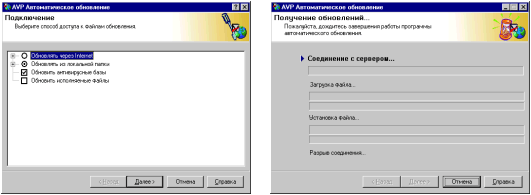 AVP Автоматическое обновление
Подключение
Выберите способ доступа к файлам обновления.
Обновлять через Internet
Обновлять из локальной папки
Обновить антивирусные базы
Обновить исполняемые файлы
< Назад
Далее >
Отмена
Справка
AVP Автоматическое обновление
Получение обновлений...
Пожалуйста, дождитесь завершения работы программы
автоматического обновления.
Соединение с сервером...
Загрузка файла...
Установка файла...
Разрыв соединения...
< Назад
Далее >
Отмена
Справка